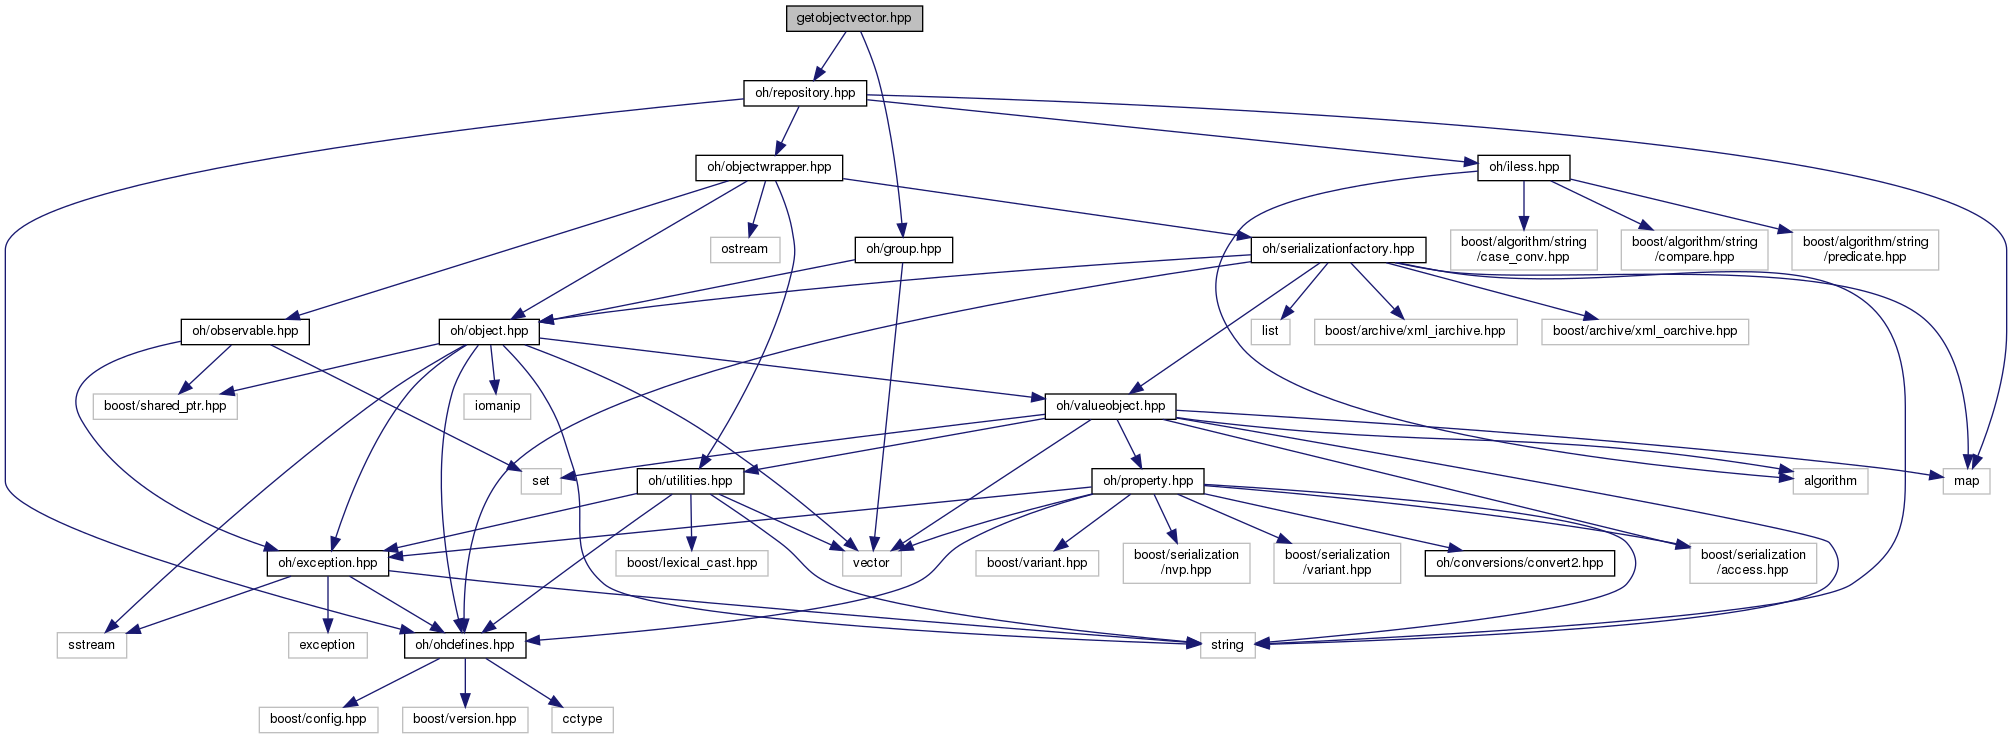 getobjectvector.hpp
oh/repository.hpp
oh/objectwrapper.hpp
oh/iless.hpp
ostream
oh/group.hpp
oh/serializationfactory.hpp
boost/algorithm/string
/case_conv.hpp
boost/algorithm/string
/compare.hpp
boost/algorithm/string
/predicate.hpp
oh/observable.hpp
oh/object.hpp
list
boost/archive/xml_iarchive.hpp
boost/archive/xml_oarchive.hpp
boost/shared_ptr.hpp
iomanip
oh/valueobject.hpp
set
oh/utilities.hpp
oh/property.hpp
algorithm
map
oh/exception.hpp
boost/lexical_cast.hpp
vector
boost/variant.hpp
boost/serialization
/nvp.hpp
boost/serialization
/variant.hpp
oh/conversions/convert2.hpp
boost/serialization
/access.hpp
sstream
exception
oh/ohdefines.hpp
string
boost/config.hpp
boost/version.hpp
cctype